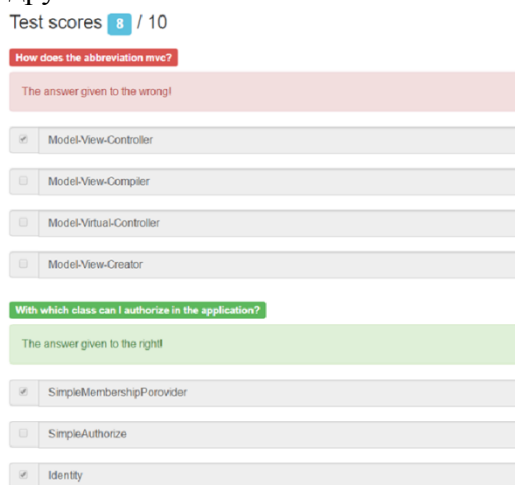 Test scores 8 / 10
How does the abbreviation mvc?
The answer given to the wrong!
Model-View-Controller
Model-View-Compiler
Model-Virtual-Controller
Model-View-Creator
With which class can I authorize in the application?
The answer given to the right!
SimpleMembershipPorovider
SimpleAuthorize
Identity